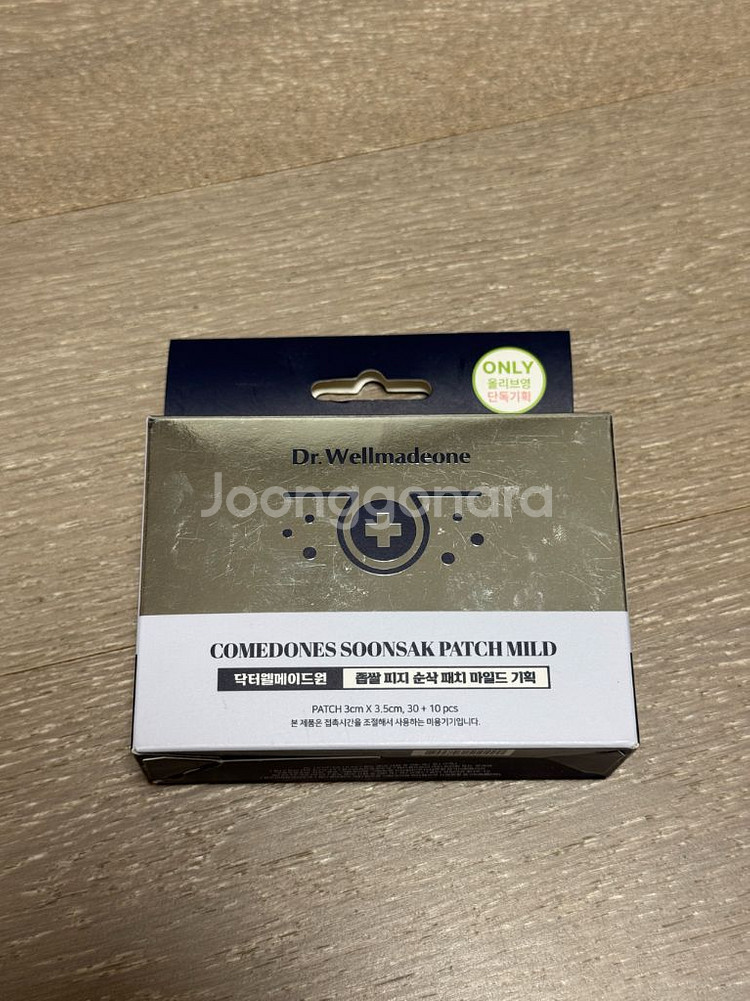 ONLY
올리브영
단독기획
Dr. Wellmadeone
Joonggonara
COMEDONES SOONSAK PATCH MILD
닥터웰메이드원 좁쌀 피지 순삭 패치 마일드 기획
PATCH 3cm X 3.5cm, 30 + 10 pcs
본 제품은 접촉시간을 조절해서 사용하는 미용기기입니다.